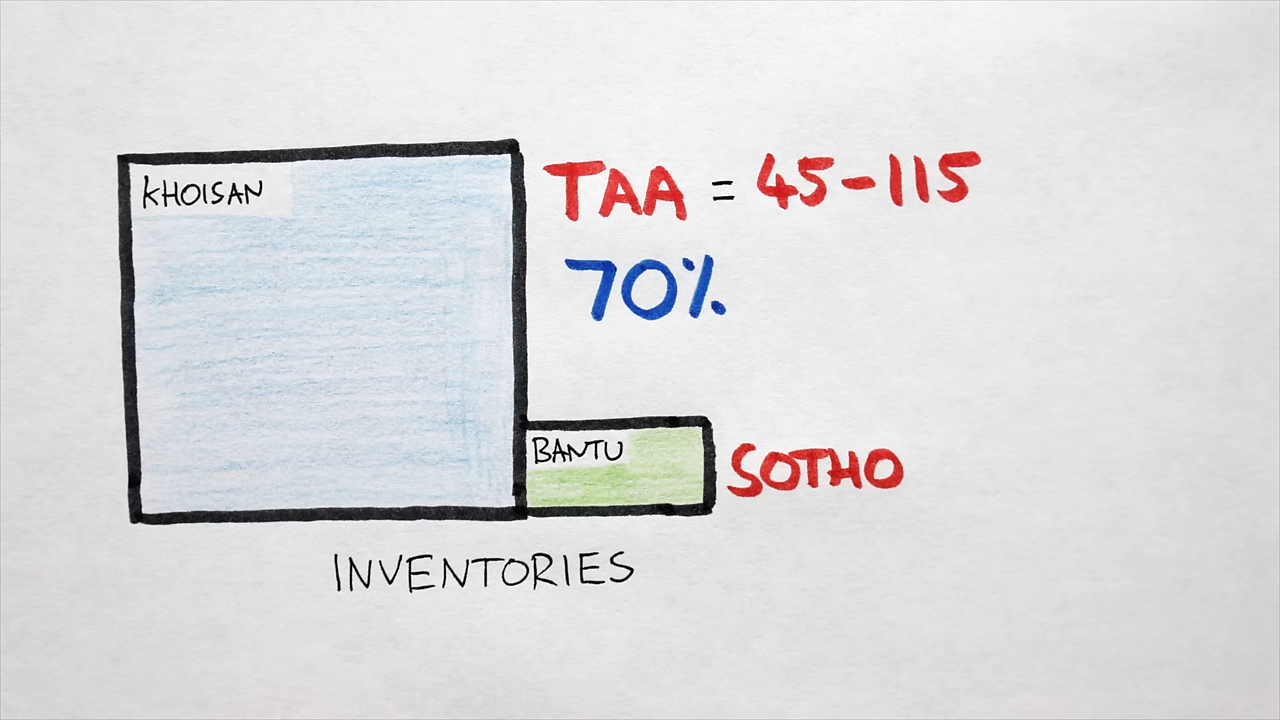 KHOISAN
TAA = 45-115
70%
BANTU
SOTHO
INVENTORIES